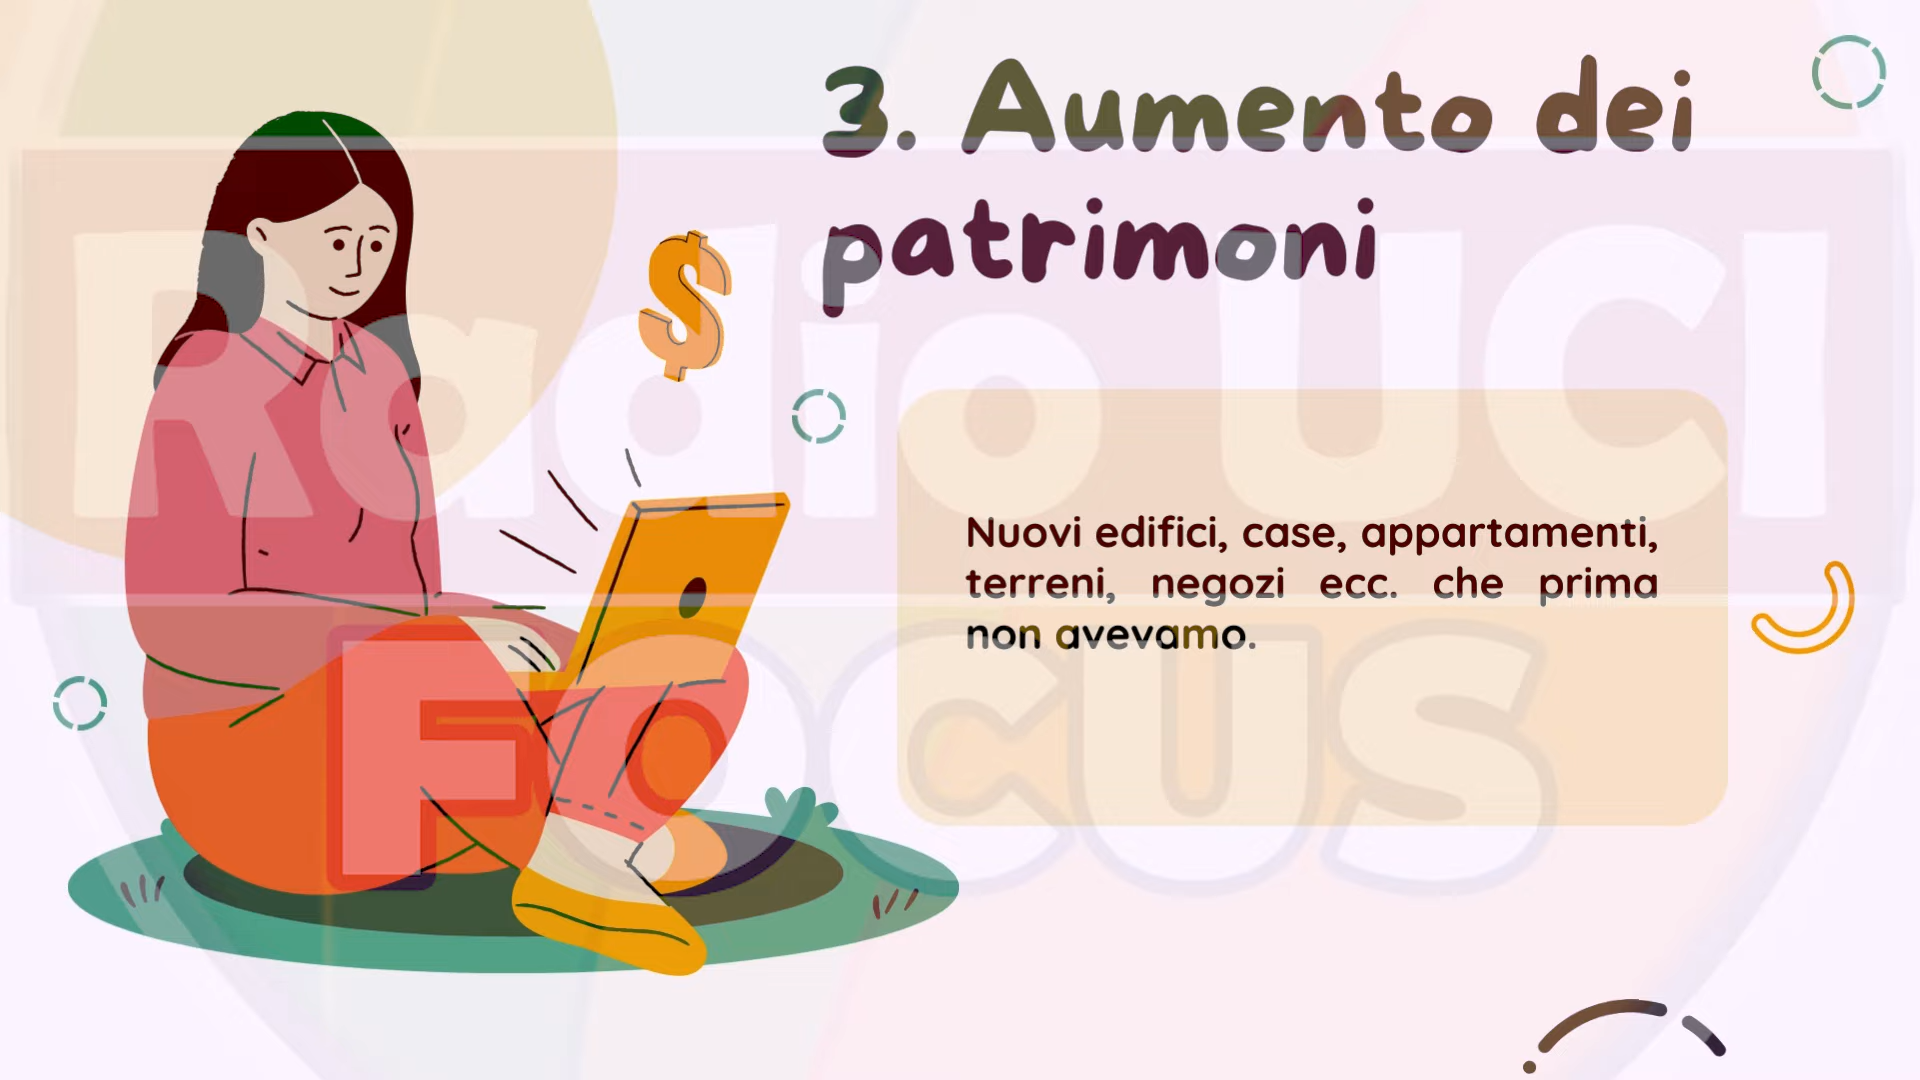 3. Aumento dei
patrimoni
$
Radio UCI
Nuovi edifici, case, appartamenti,
terreni, negozi ecc. che prima
non avevamo.
FOCUS